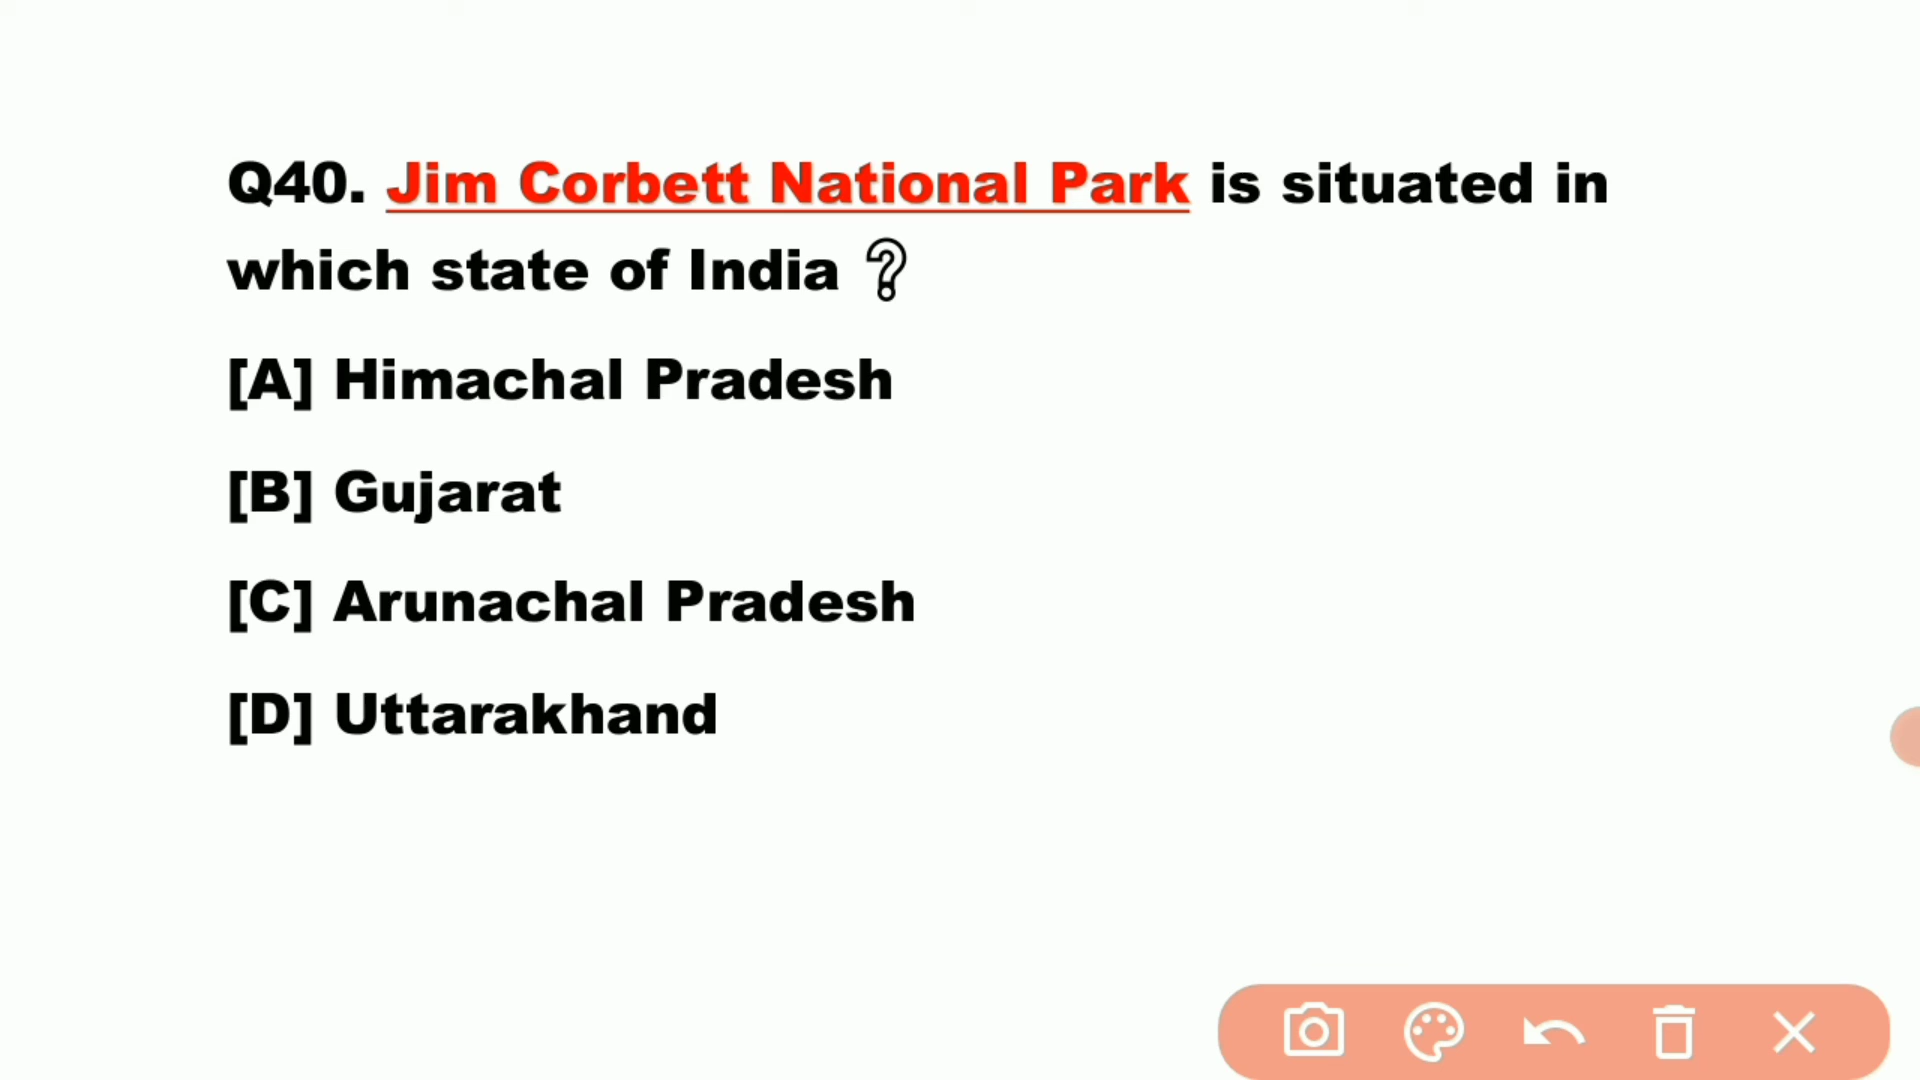 Q40. Jim Corbett National Park is situated in
which state of India ?
[A] Himachal Pradesh
[B] Gujarat
[C] Arunachal Pradesh
[D] Uttarakhand